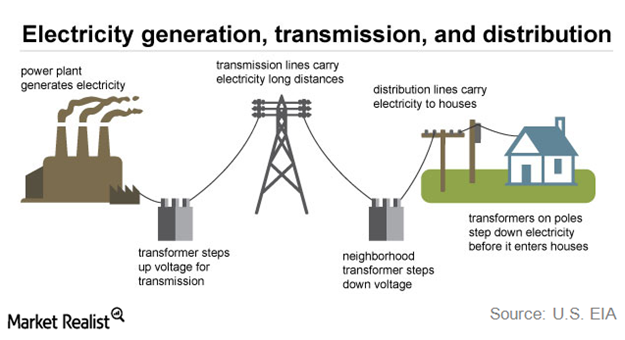 Electricity generation, transmission, and distribution
power plant
generates electricity
transmission lines carry
electricity long distances
distribution lines carry
electricity to houses
transformer steps
up voltage for
transmission
neighborhood
transformer steps
down voltage
transformers on poles
step down electricity
before it enters houses
Market Realist
Source: U.S. EIA